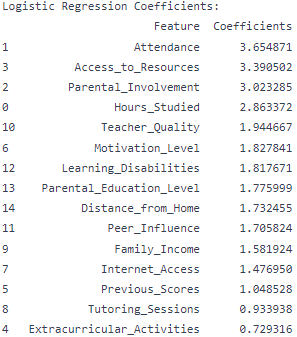 Logistic Regression Coefficients:
Feature Coefficients
1 Attendance 3.654871
3 Access_to_Resources 3.390502
2 Parental_Involvement 3.023285
0 Hours_Studied 2.863372
10 Teacher_Quality 1.944667
6 Motivation_Level 1.827841
12 Learning_Disabilities 1.817671
13 Parental_Education_Level 1.775999
14 Distance_from_Home 1.732455
11 Peer_Influence 1.705824
9 Family_Income 1.581924
7 Internet_Access 1.476950
5 Previous_Scores 1.048528
8 Tutoring_Sessions 0.933938
4 Extracurricular_Activities 0.729316